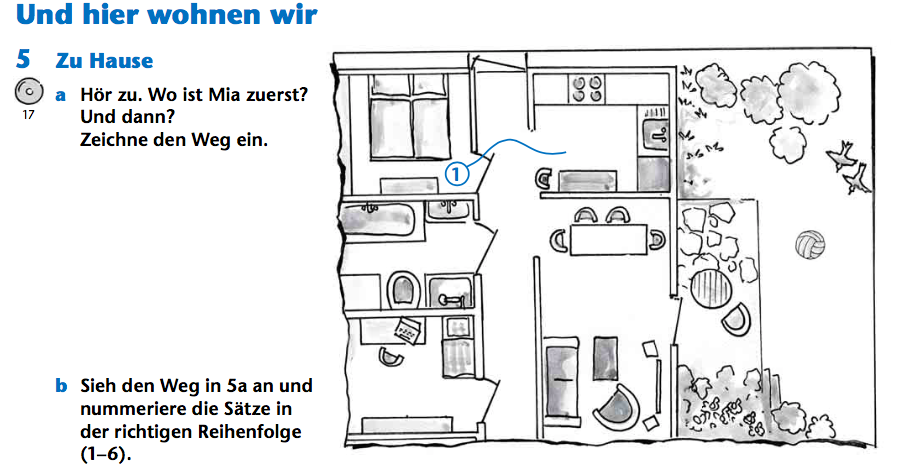 Und hier wohnen wir
5 Zu Hause
17
a Hör zu. Wo ist Mia zuerst?
Und dann?
Zeichne den Weg ein.
1
b Sieh den Weg in 5a an und
nummeriere die Sätze in
der richtigen Reihenfolge
(1–6).